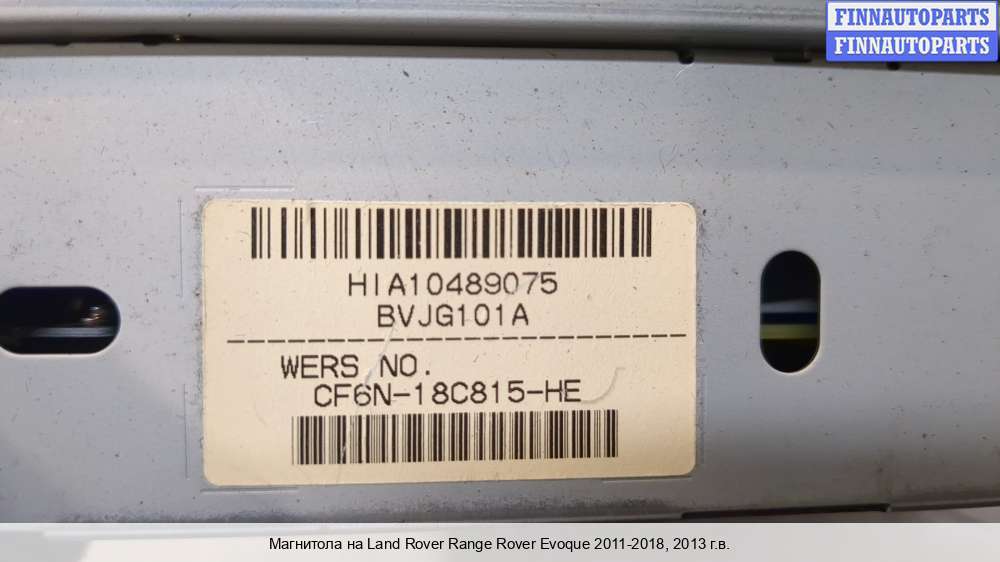 FINNAUTOPARTS
FINNAUTOPARTS
HIA10489075
BVJG101A
WERS NO.
CF6N-18C815-HE
Магнитола на Land Rover Range Rover Evoque 2011-2018, 2013 г.в.